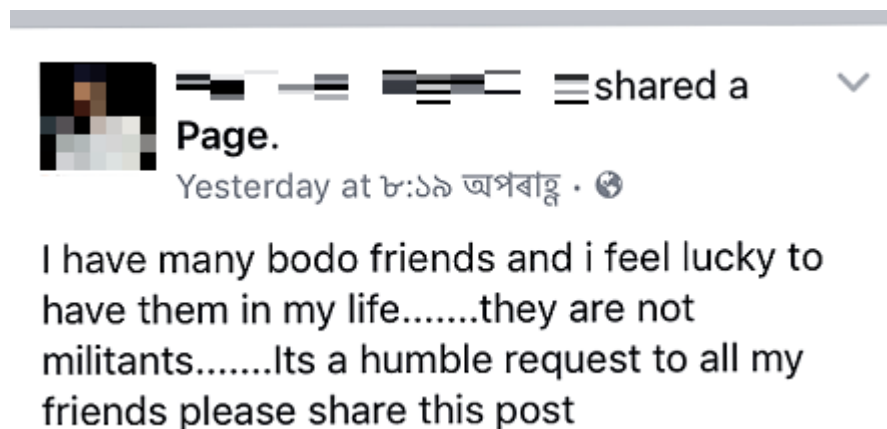 shared a
Page.
Yesterday at ৮:১৯ অপৰাহ্ণ ·
I have many bodo friends and i feel lucky to
have them in my life.......they are not
militants.......Its a humble request to all my
friends please share this post